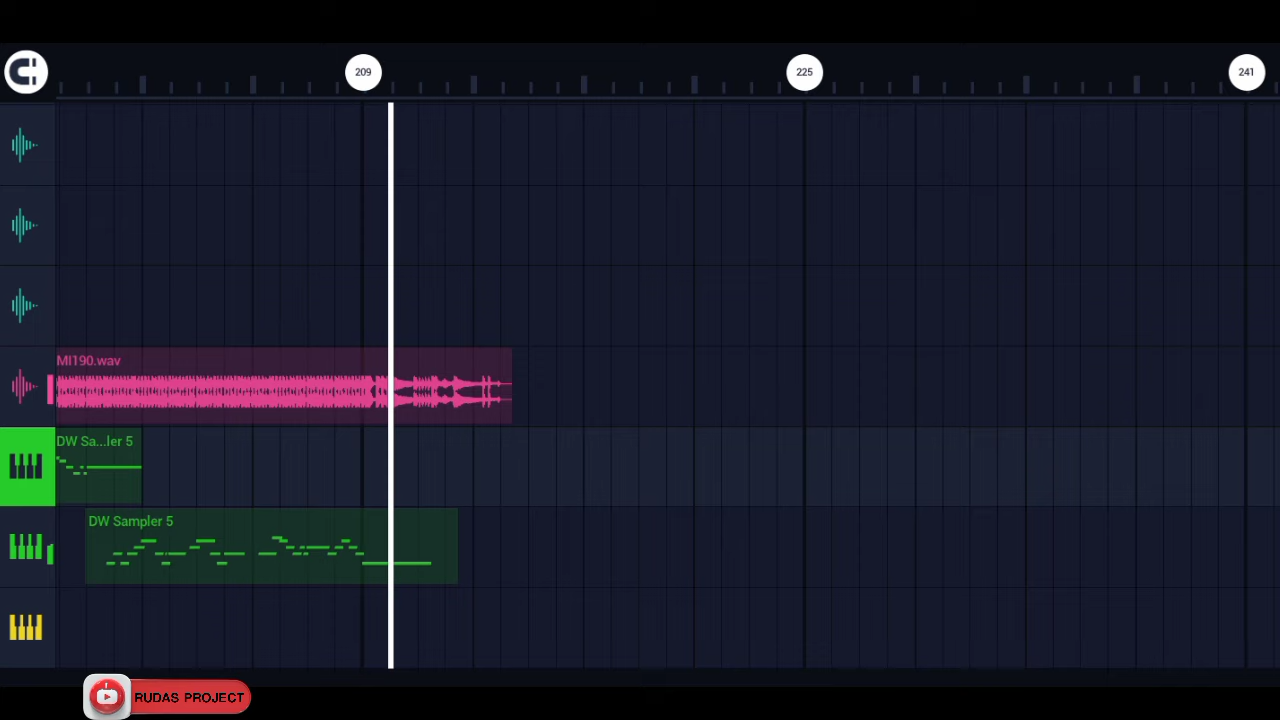 209
225
241
MI190.wav
DW Sa...ler 5
DW Sampler 5
RUDAS PROJECT